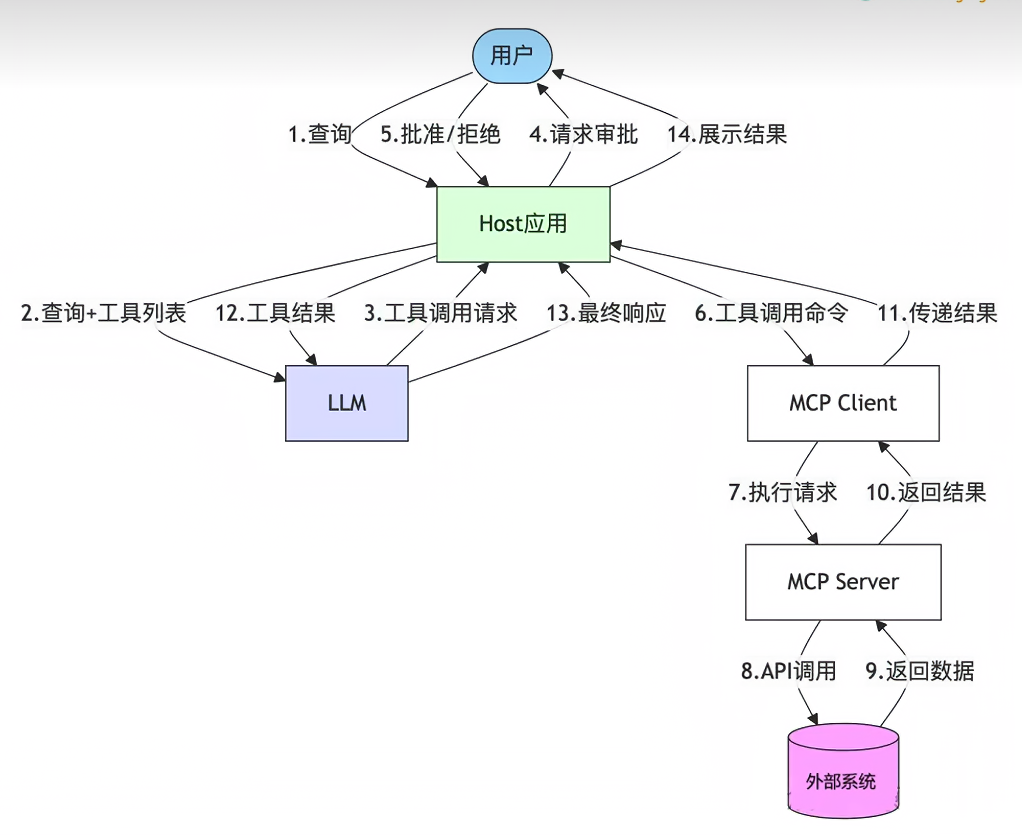 用户
1.查询
5.批准/拒绝
4.请求审批
14.展示结果
Host应用
2.查询+工具列表
12.工具结果
3.工具调用请求
13.最终响应
6.工具调用命令
11.传递结果
LLM
MCP Client
7.执行请求
10.返回结果
MCP Server
8.API调用
9.返回数据
外部系统